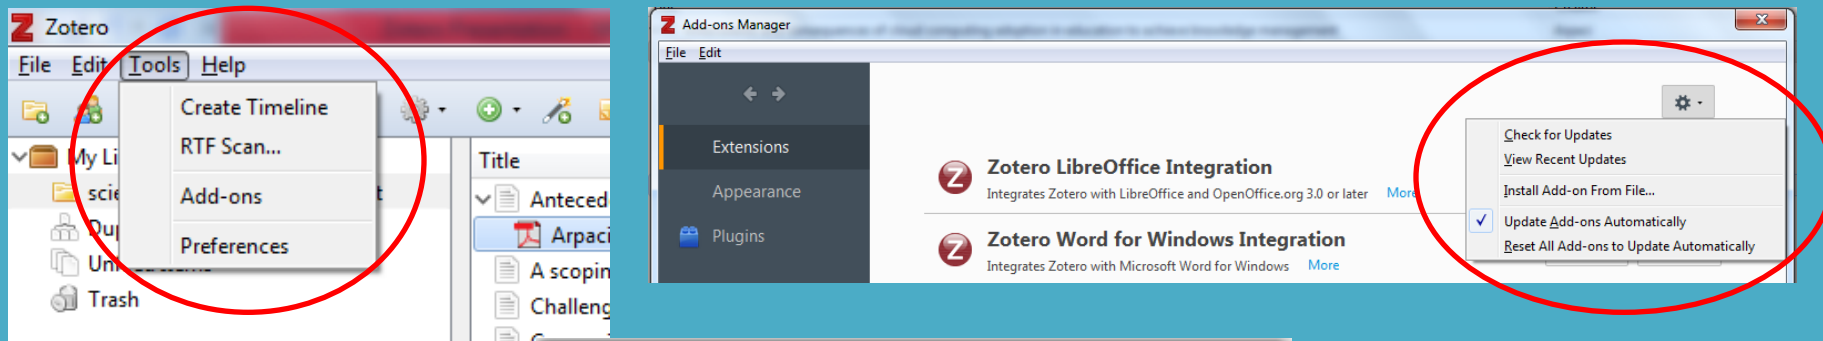 Zotero
File Edit Tools Help
Create Timeline
RTF Scan...
Add-ons
Preferences
My Li
scie
t
Dup
Trash
Title
Anteced
Arpaci
A scopin
Challeng
Add-ons Manager
File Edit
Extensions
Appearance
Plugins
Zotero LibreOffice Integration
Integrates Zotero with LibreOffice and OpenOffice.org 3.0 or later More
Zotero Word for Windows Integration
Integrates Zotero with Microsoft Word for Windows More
Check for Updates
View Recent Updates
Install Add-on From File...
Update Add-ons Automatically
Reset All Add-ons to Update Automatically